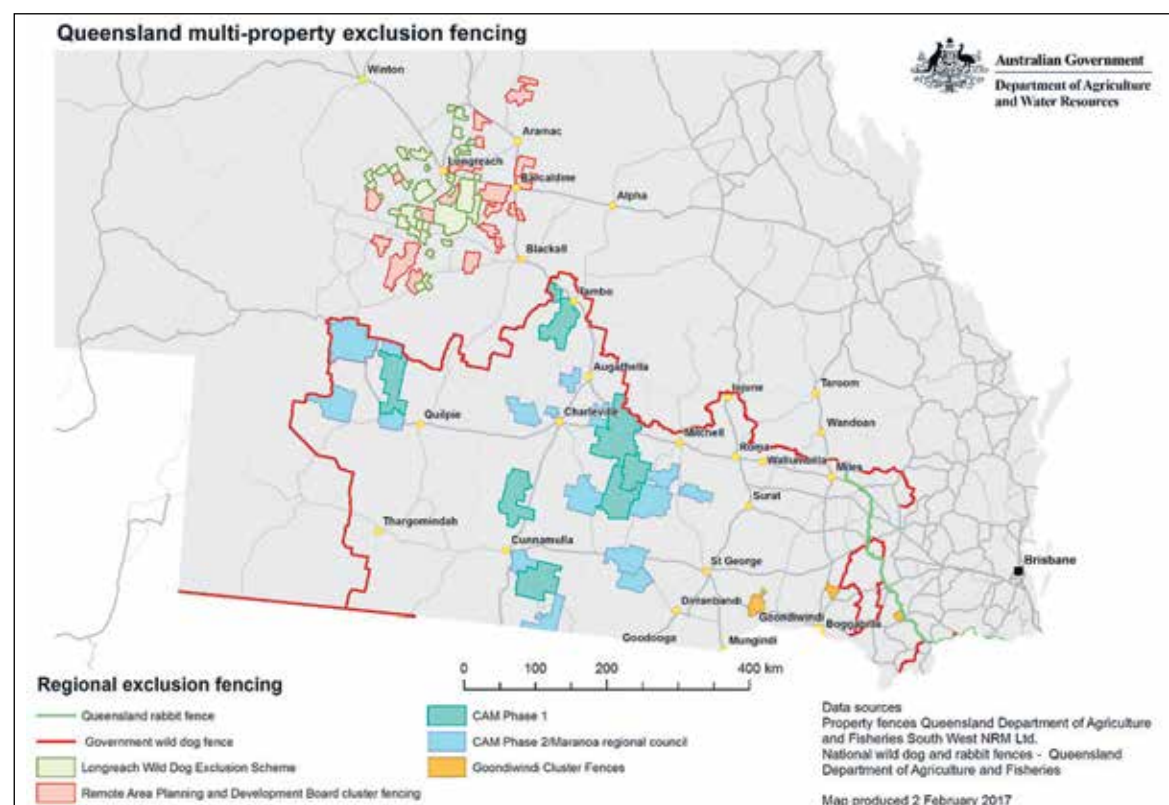 Queensland multi-property exclusion fencing
Australian Government
Department of Agriculture
and Water Resources
Winton
Aramac
Longreach
Barcaldine
Alpha
Blackall
Tambo
Augathella
Injune
Taroom
Quilpie
Charleville
Mitchell
Wandoan
Roma
Wallumbilla
Miles
Surat
Thargomindah
Cunnamulla
St George
Brisbane
Dirranbandi
Goondiwindi
Boggabilla
Goodooga
Mungindi
0 100 200 400 km
Regional exclusion fencing
Queensland rabbit fence
Government wild dog fence
Longreach Wild Dog Exclusion Scheme
Remote Area Planning and Development Board cluster fencing
CAM Phase 1
CAM Phase 2/Maranoa regional council
Goondiwindi Cluster Fences
Data sources
Property fences Queensland Department of Agriculture
and Fisheries South West NRM Ltd.
National wild dog and rabbit fences - Queensland
Department of Agriculture and Fisheries
Map produced 2 February 2017